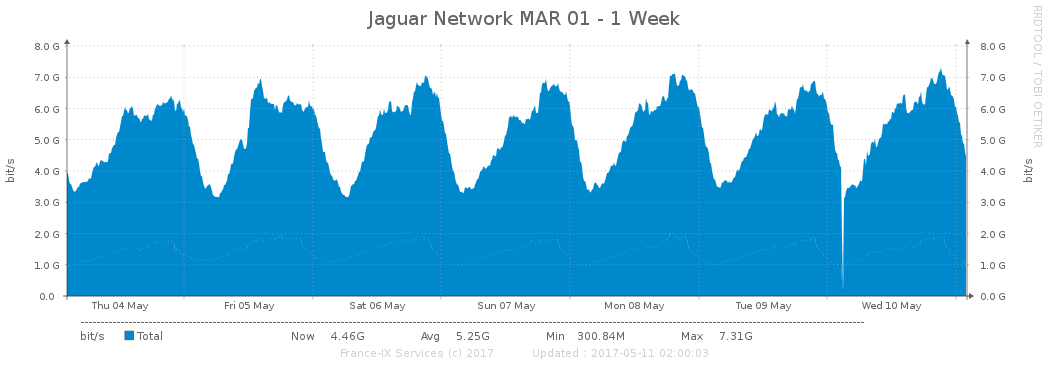 Jaguar Network MAR 01 - 1 Week
RRDTOOL / TOBI OETIKER
bit/s
8.0 G 8.0 G
7.0 G 7.0 G
6.0 G 6.0 G
5.0 G 5.0 G
4.0 G 4.0 G
3.0 G 3.0 G
2.0 G 2.0 G
1.0 G 1.0 G
0.0 0.0 G
bit/s
Thu 04 May Fri 05 May Sat 06 May Sun 07 May Mon 08 May Tue 09 May Wed 10 May
bit/s Total Now 4.46G Avg 5.25G Min 300.84M Max 7.31G
France-IX Services (c) 2017 Updated : 2017-05-11 02:00:03